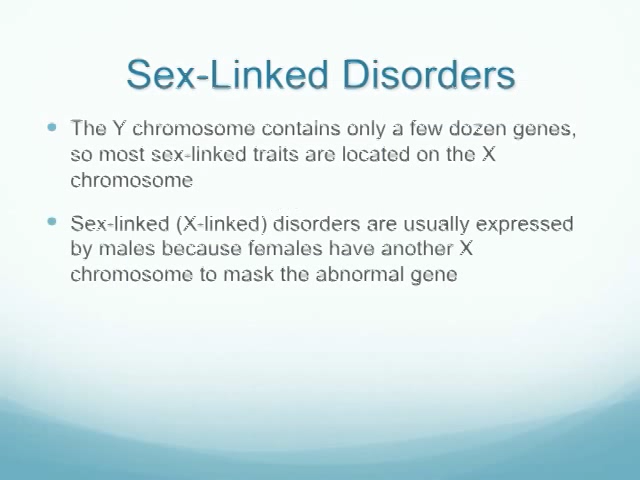 Sex-Linked Disorders
• The Y chromosome contains only a few dozen genes,
so most sex-linked traits are located on the X
chromosome
• Sex-linked (X-linked) disorders are usually expressed
by males because females have another X
chromosome to mask the abnormal gene